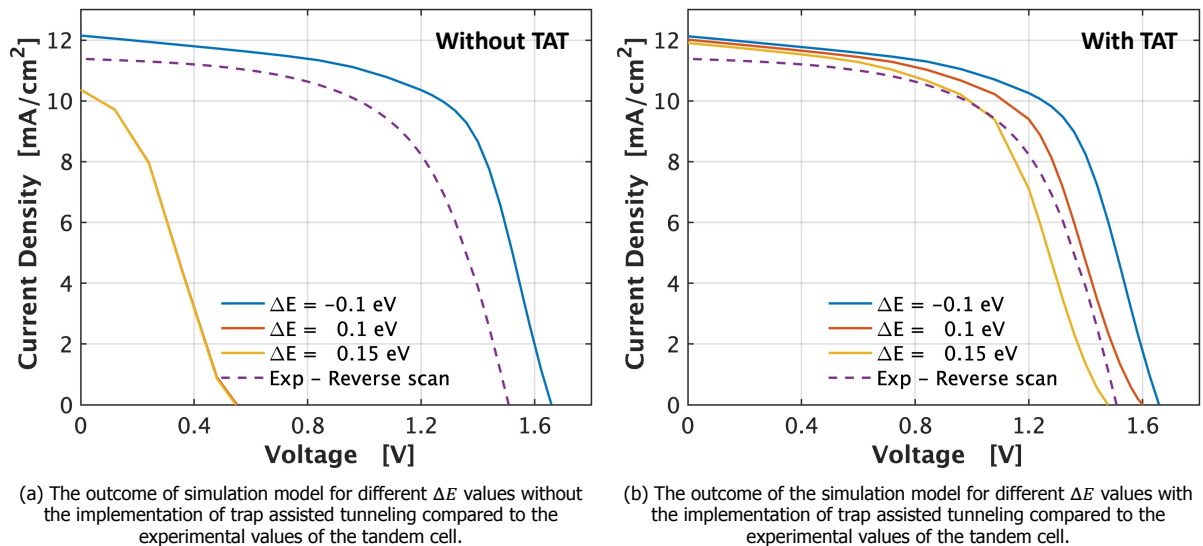 Without TAT
Current Density [mA/cm²]
12
10
8
6
4
2
0
ΔE = –0.1 eV
ΔE = 0.1 eV
ΔE = 0.15 eV
Exp – Reverse scan
0 0.4 0.8 1.2 1.6
Voltage [V]
(a) The outcome of simulation model for different ΔE values without
the implementation of trap assisted tunneling compared to the
experimental values of the tandem cell.
With TAT
Current Density [mA/cm²]
12
10
8
6
4
2
0
ΔE = –0.1 eV
ΔE = 0.1 eV
ΔE = 0.15 eV
Exp – Reverse scan
0 0.4 0.8 1.2 1.6
Voltage [V]
(b) The outcome of the simulation model for different ΔE values with
the implementation of trap assisted tunneling compared to the
experimental values of the tandem cell.